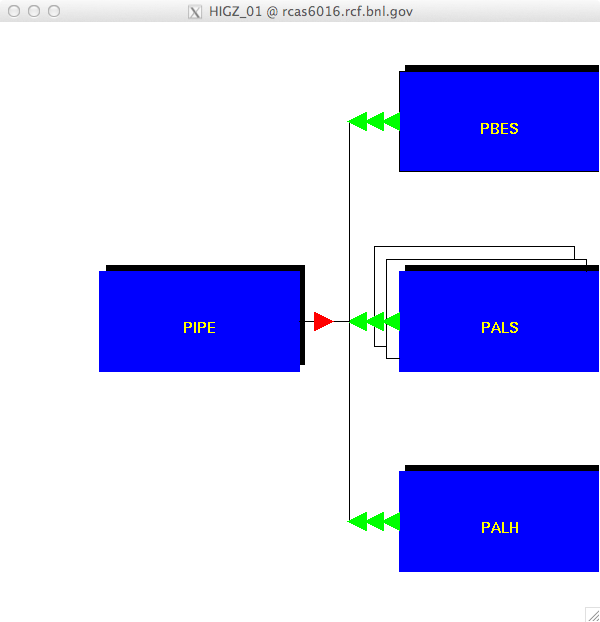 HIGZ_01 @ rcas6016.rcf.bnl.gov
PBES
PIPE
PALS
PALH